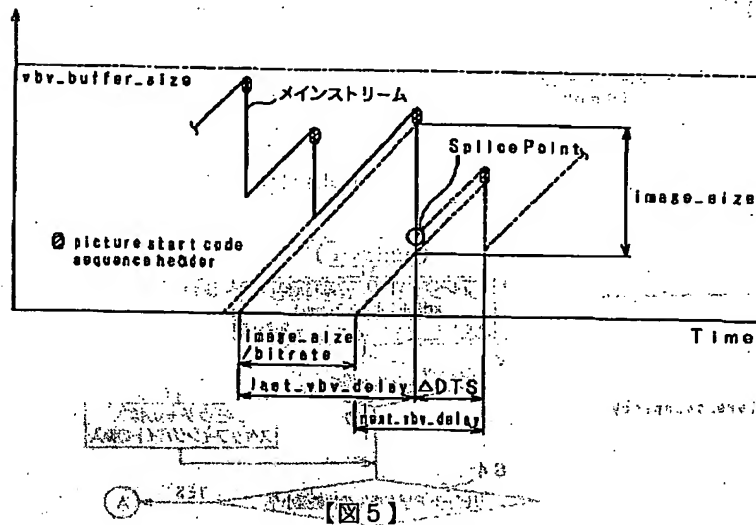 vbv_buffer_size
メインストリーム
Splice Point
image_size
picture start code
sequence header
Time
image_size
/bitrate
last_vbv_delay
△DTS
next_vbv_delay
【図5】